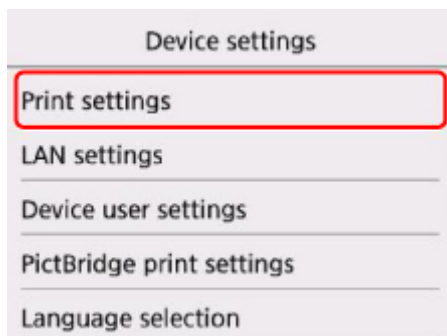 Device settings
Print settings
LAN settings
Device user settings
PictBridge print settings
Language selection